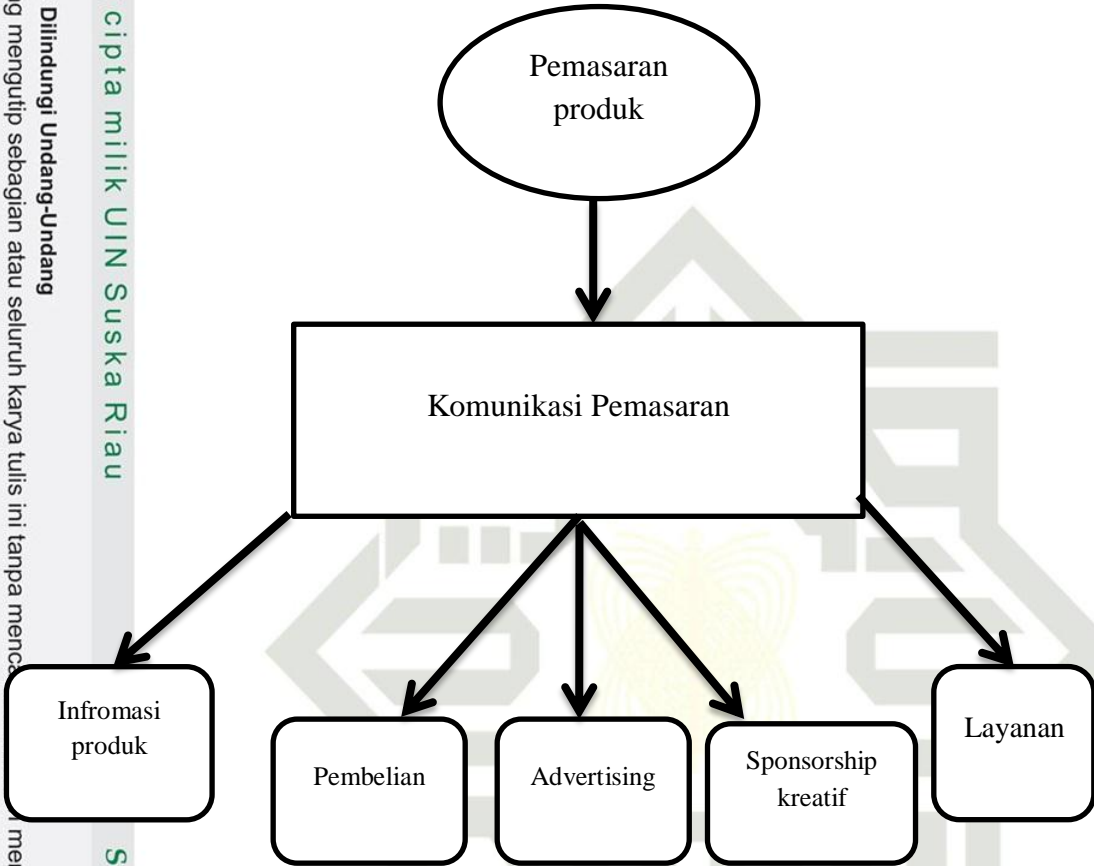 Pemasaran
produk
Komunikasi Pemasaran
Infromasi
produk
Pembelian
Advertising
Sponsorship
kreatif
Layanan
cipta milik UIN Suska Riau
S
Dilindungi Undang-Undang
mengutip sebagian atau seluruh karya tulis ini tanpa